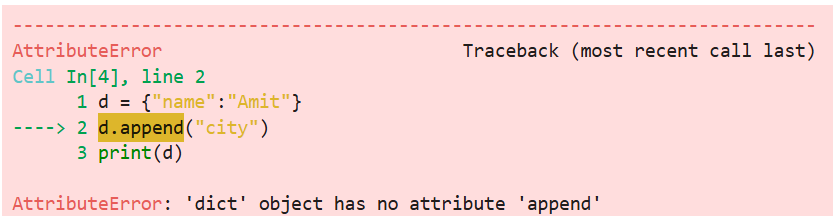 ---------------------------------------------------------------------------
AttributeError                            Traceback (most recent call last)
Cell In[4], line 2
      1 d = {"name":"Amit"}
----> 2 d.append("city")
      3 print(d)

AttributeError: 'dict' object has no attribute 'append'